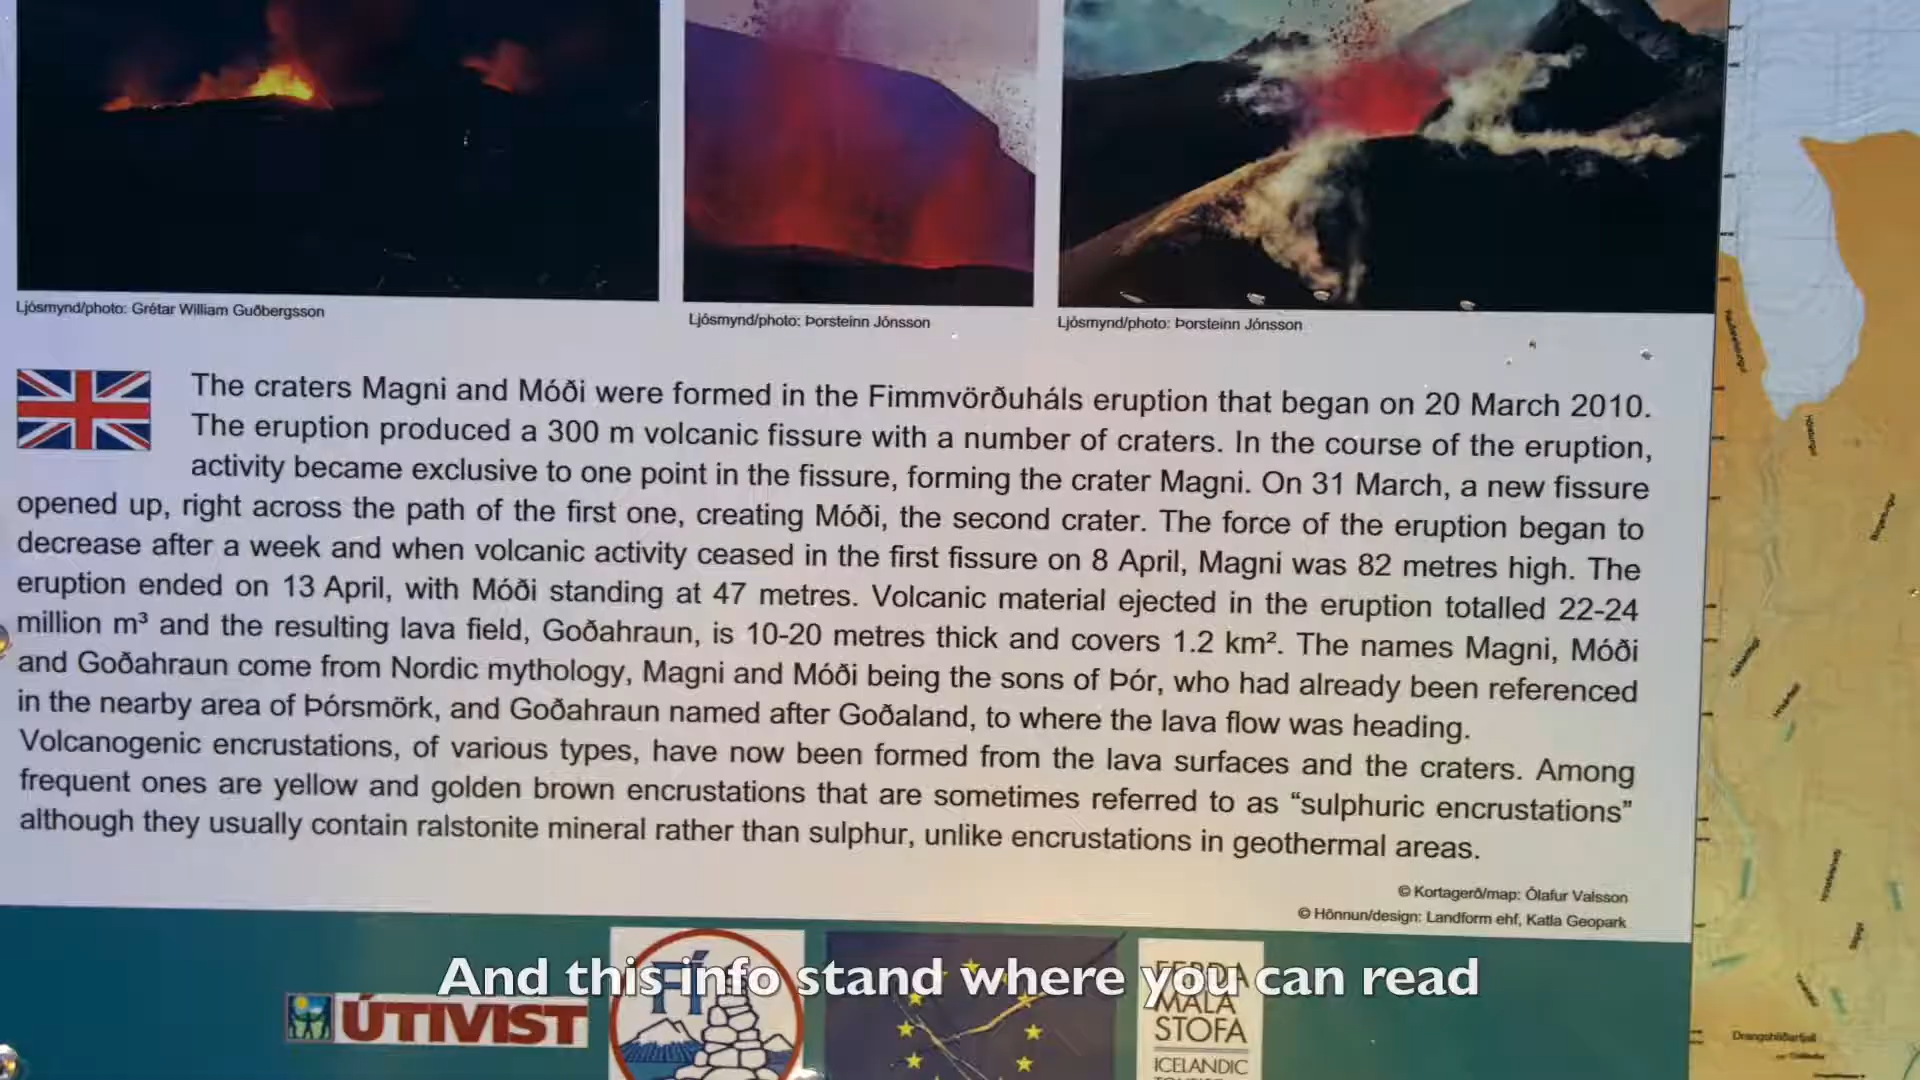 Ljósmynd/photo: Grétar William Guðbergsson
Ljósmynd/photo: Þorsteinn Jónsson
Ljósmynd/photo: Þorsteinn Jónsson
The craters Magni and Móði were formed in the Fimmvörðuháls eruption that began on 20 March 2010.
The eruption produced a 300 m volcanic fissure with a number of craters. In the course of the eruption,
activity became exclusive to one point in the fissure, forming the crater Magni. On 31 March, a new fissure
opened up, right across the path of the first one, creating Móði, the second crater. The force of the eruption began to
decrease after a week and when volcanic activity ceased in the first fissure on 8 April, Magni was 82 metres high. The
eruption ended on 13 April, with Móði standing at 47 metres. Volcanic material ejected in the eruption totalled 22-24
million m³ and the resulting lava field, Goðahraun, is 10-20 metres thick and covers 1.2 km². The names Magni, Móði
and Goðahraun come from Nordic mythology, Magni and Móði being the sons of Þór, who had already been referenced
in the nearby area of Þórsmörk, and Goðahraun named after Goðaland, to where the lava flow was heading.
Volcanogenic encrustations, of various types, have now been formed from the lava surfaces and the craters. Among
frequent ones are yellow and golden brown encrustations that are sometimes referred to as “sulphuric encrustations”
although they usually contain ralstonite mineral rather than sulphur, unlike encrustations in geothermal areas.
© Kortagerð/map: Ólafur Valsson
© Hönnun/design: Landform ehf, Katla Geopark
And this info stand where you can read
ÚTIVIST
FÍ
FERÐA
MÁLA
STOFA
ICELANDIC